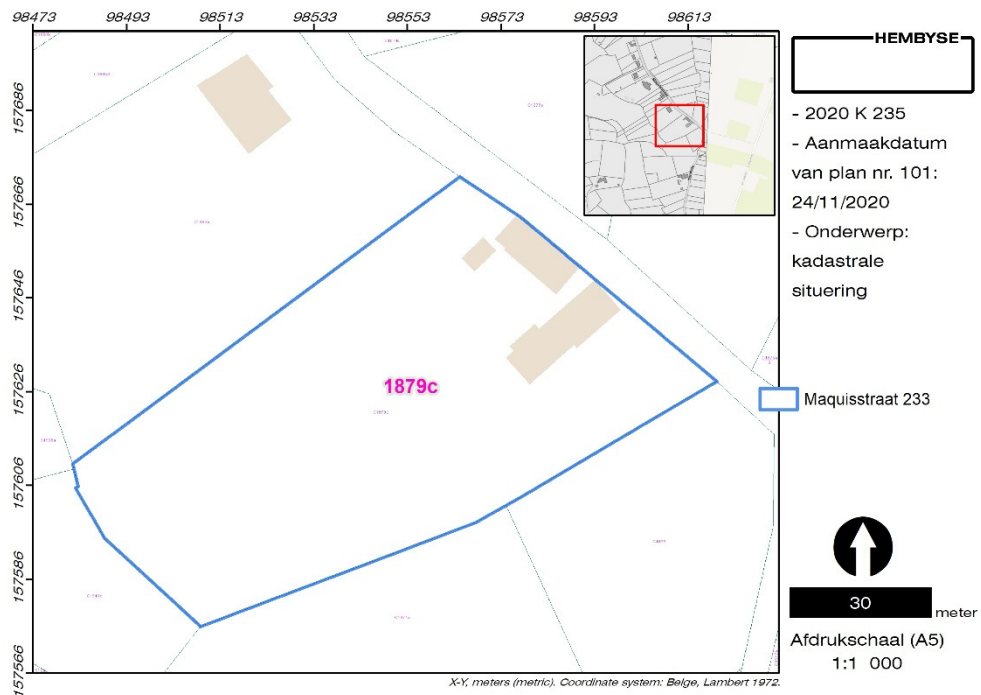 98473 98493 98513 98533 98553 98573 98593 98613
157686
157666
157646
157626
157606
157586
157566
1879c
HEMBYSE
- 2020 K 235
- Aanmaakdatum
van plan nr. 101:
24/11/2020
- Onderwerp:
kadastrale
situering
Maquisstraat 233
30 meter
Afdrukschaal (A5)
1:1 000
X-Y, meters (metric). Coordinate system: Belge, Lambert 1972.